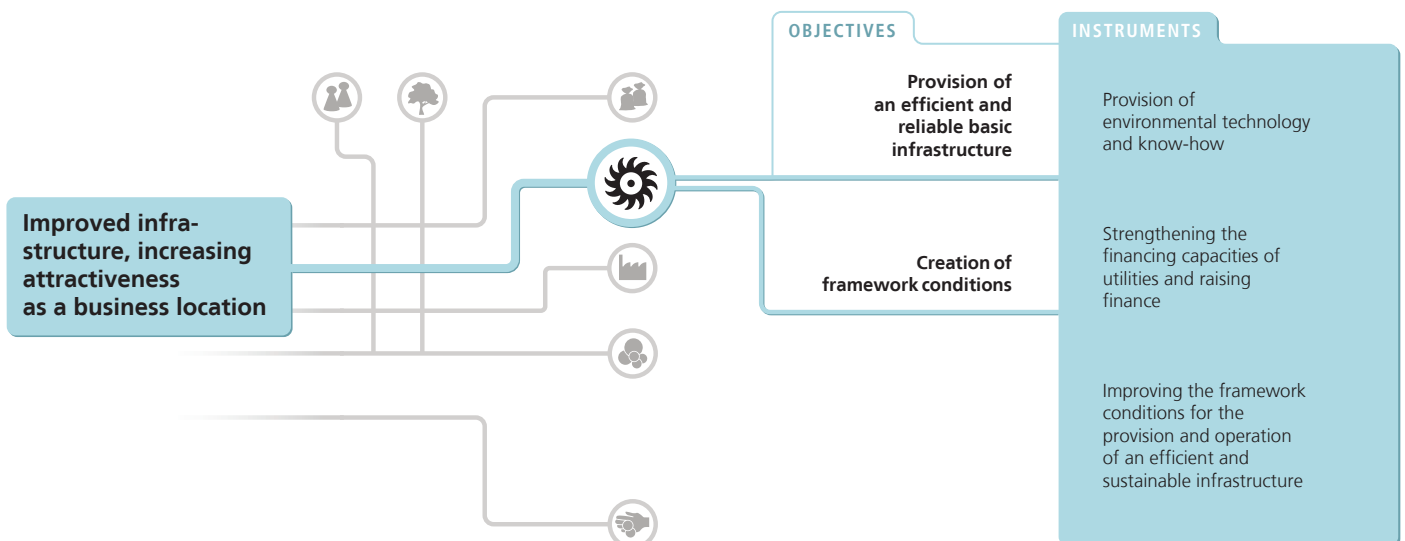 Improved infra-
structure, increasing
attractiveness
as a business location
OBJECTIVES
Provision of
an efficient and
reliable basic
infrastructure
Creation of
framework conditions
INSTRUMENTS
Provision of
environmental technology
and know-how
Strengthening the
financing capacities of
utilities and raising
finance
Improving the framework
conditions for the
provision and operation
of an efficient and
sustainable infrastructure